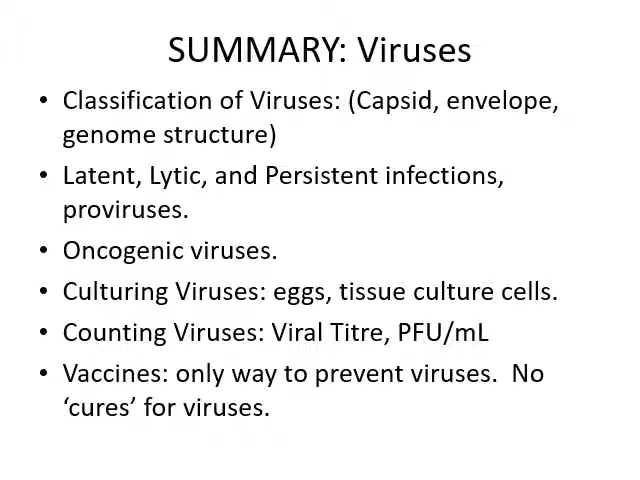 SUMMARY: Viruses
• Classification of Viruses: (Capsid, envelope,
genome structure)
• Latent, Lytic, and Persistent infections,
proviruses.
• Oncogenic viruses.
• Culturing Viruses: eggs, tissue culture cells.
• Counting Viruses: Viral Titre, PFU/mL
• Vaccines: only way to prevent viruses.  No
‘cures’ for viruses.